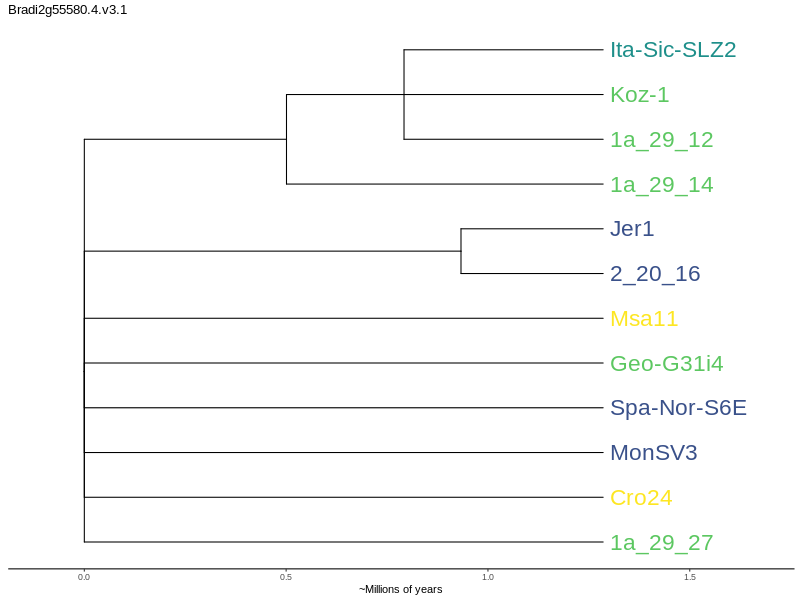 Bradi2g55580.4.v3.1
Ita-Sic-SLZ2
Koz-1
1a_29_12
1a_29_14
Jer1
2_20_16
Msa11
Geo-G31i4
Spa-Nor-S6E
MonSV3
Cro24
1a_29_27
0.0 0.5 1.0 1.5
~Millions of years